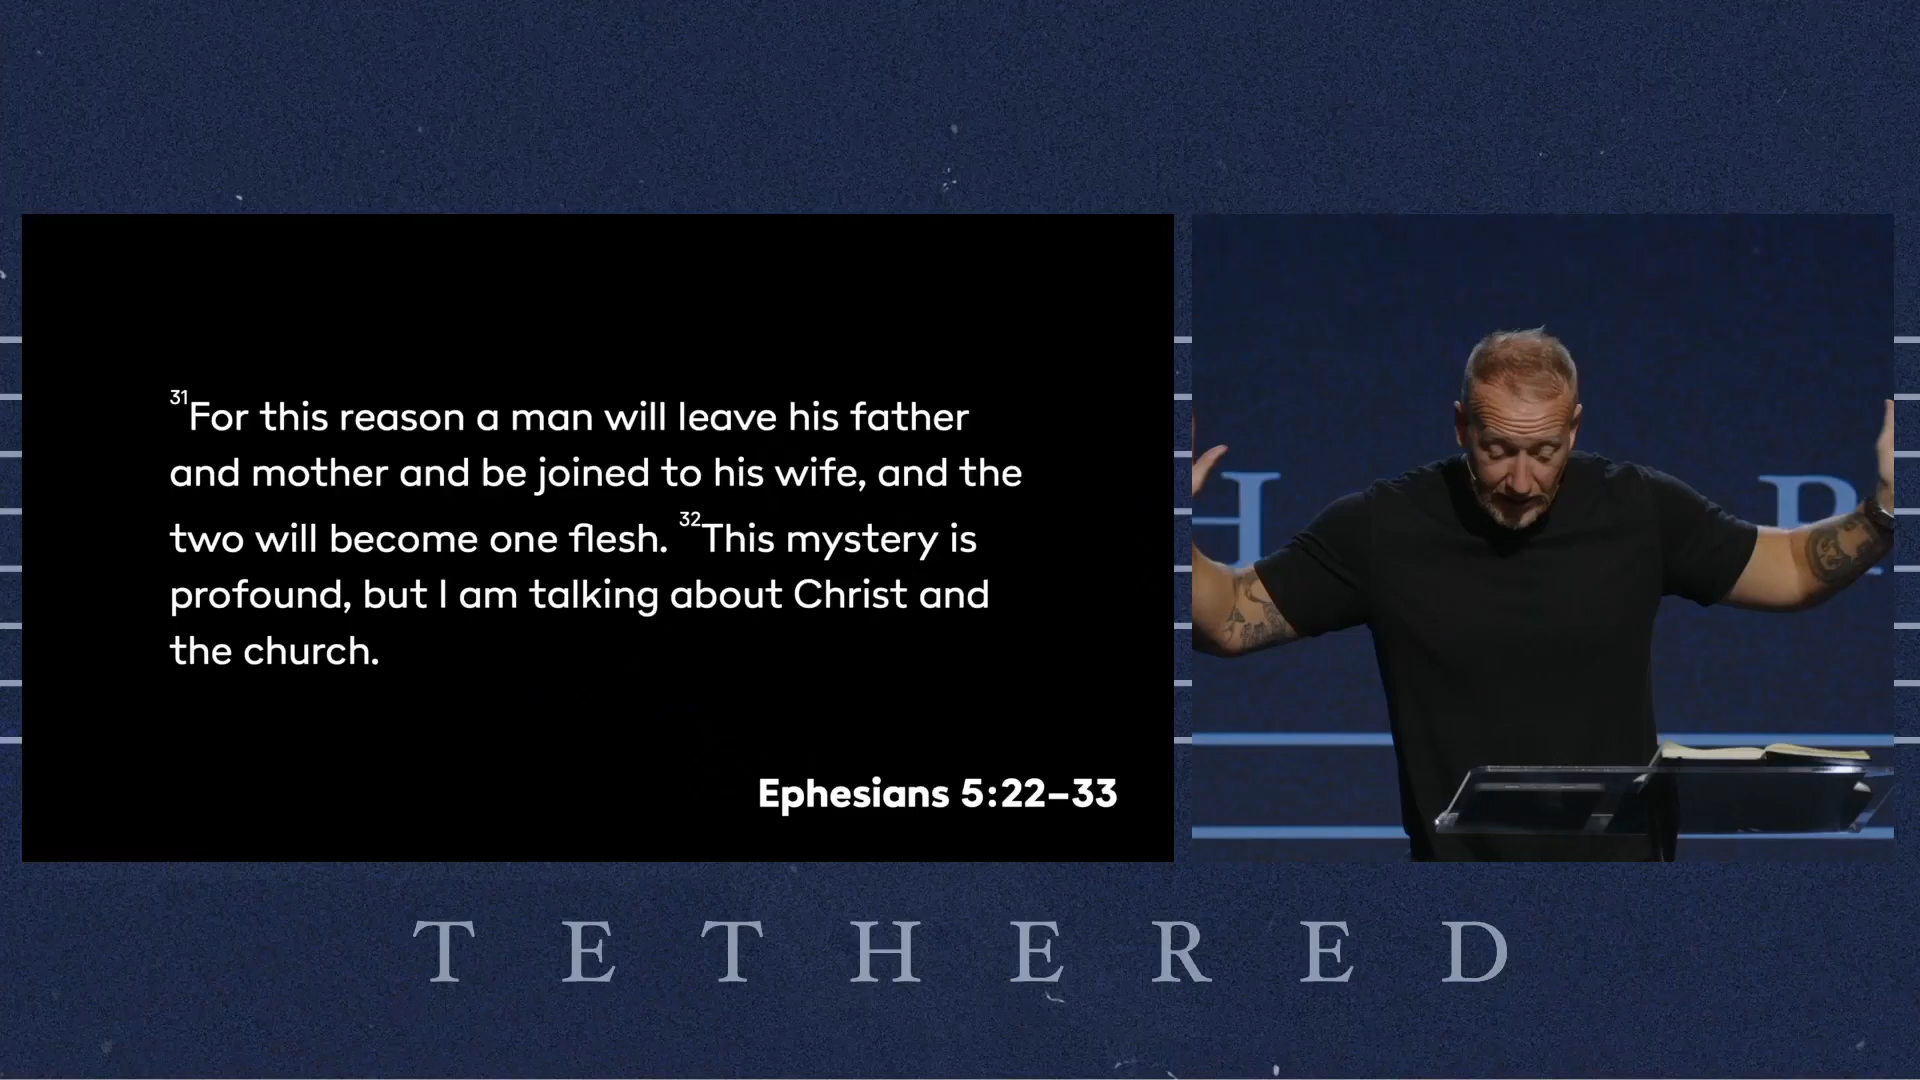 ³¹For this reason a man will leave his father
and mother and be joined to his wife, and the
two will become one flesh. ³²This mystery is
profound, but I am talking about Christ and
the church.
Ephesians 5:22–33
H R
T E T H E R E D